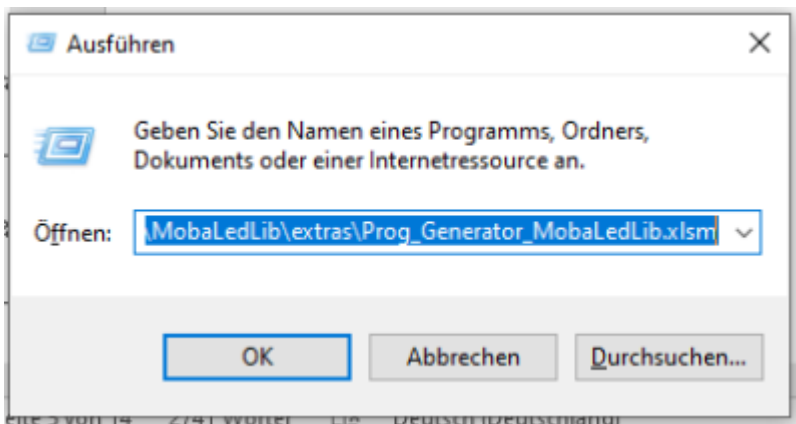 Ausführen
Geben Sie den Namen eines Programms, Ordners,
Dokuments oder einer Internetressource an.
Öffnen: \MobaLedLib\extras\Prog_Generator_MobaLedLib.xlsm
OK Abbrechen Durchsuchen...